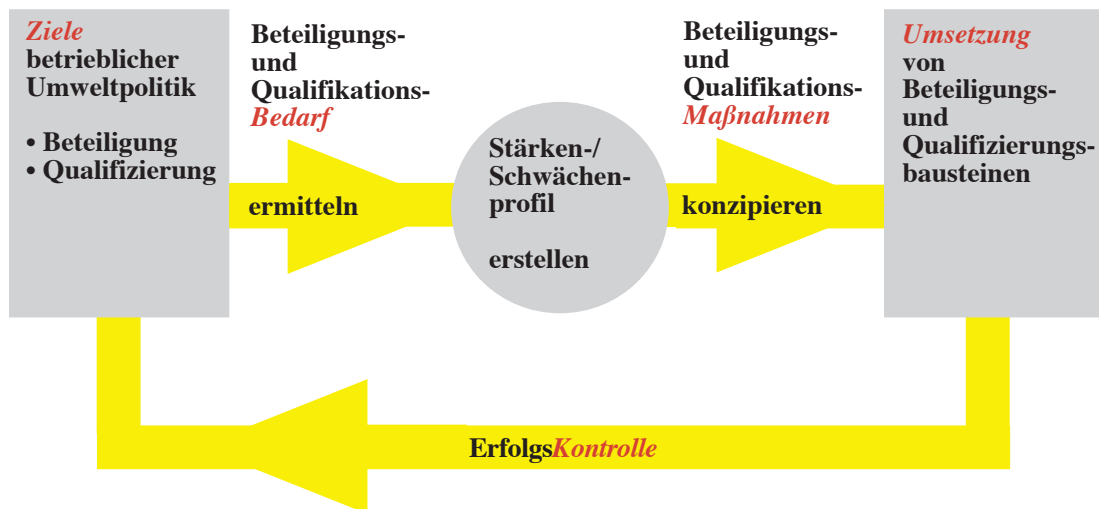 Ziele
betrieblicher
Umweltpolitik
• Beteiligung
• Qualifizierung
Beteiligungs-
und
Qualifikations-
Bedarf
ermitteln
Stärken-/
Schwächen-
profil
erstellen
Beteiligungs-
und
Qualifikations-
Maßnahmen
konzipieren
Umsetzung
von
Beteiligungs-
und
Qualifizierungs-
bausteinen
ErfolgsKontrolle